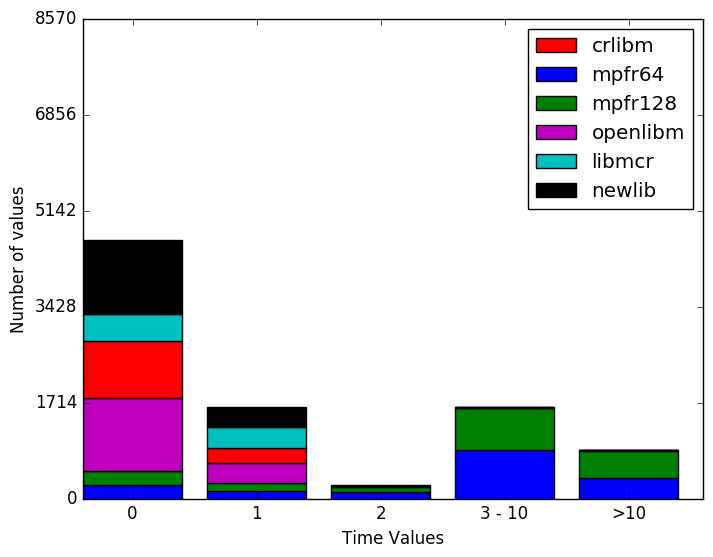 8570
6856
5142
3428
1714
0
Number of values
crlibm
mpfr64
mpfr128
openlibm
libmcr
newlib
0 1 2 3 - 10 >10
Time Values